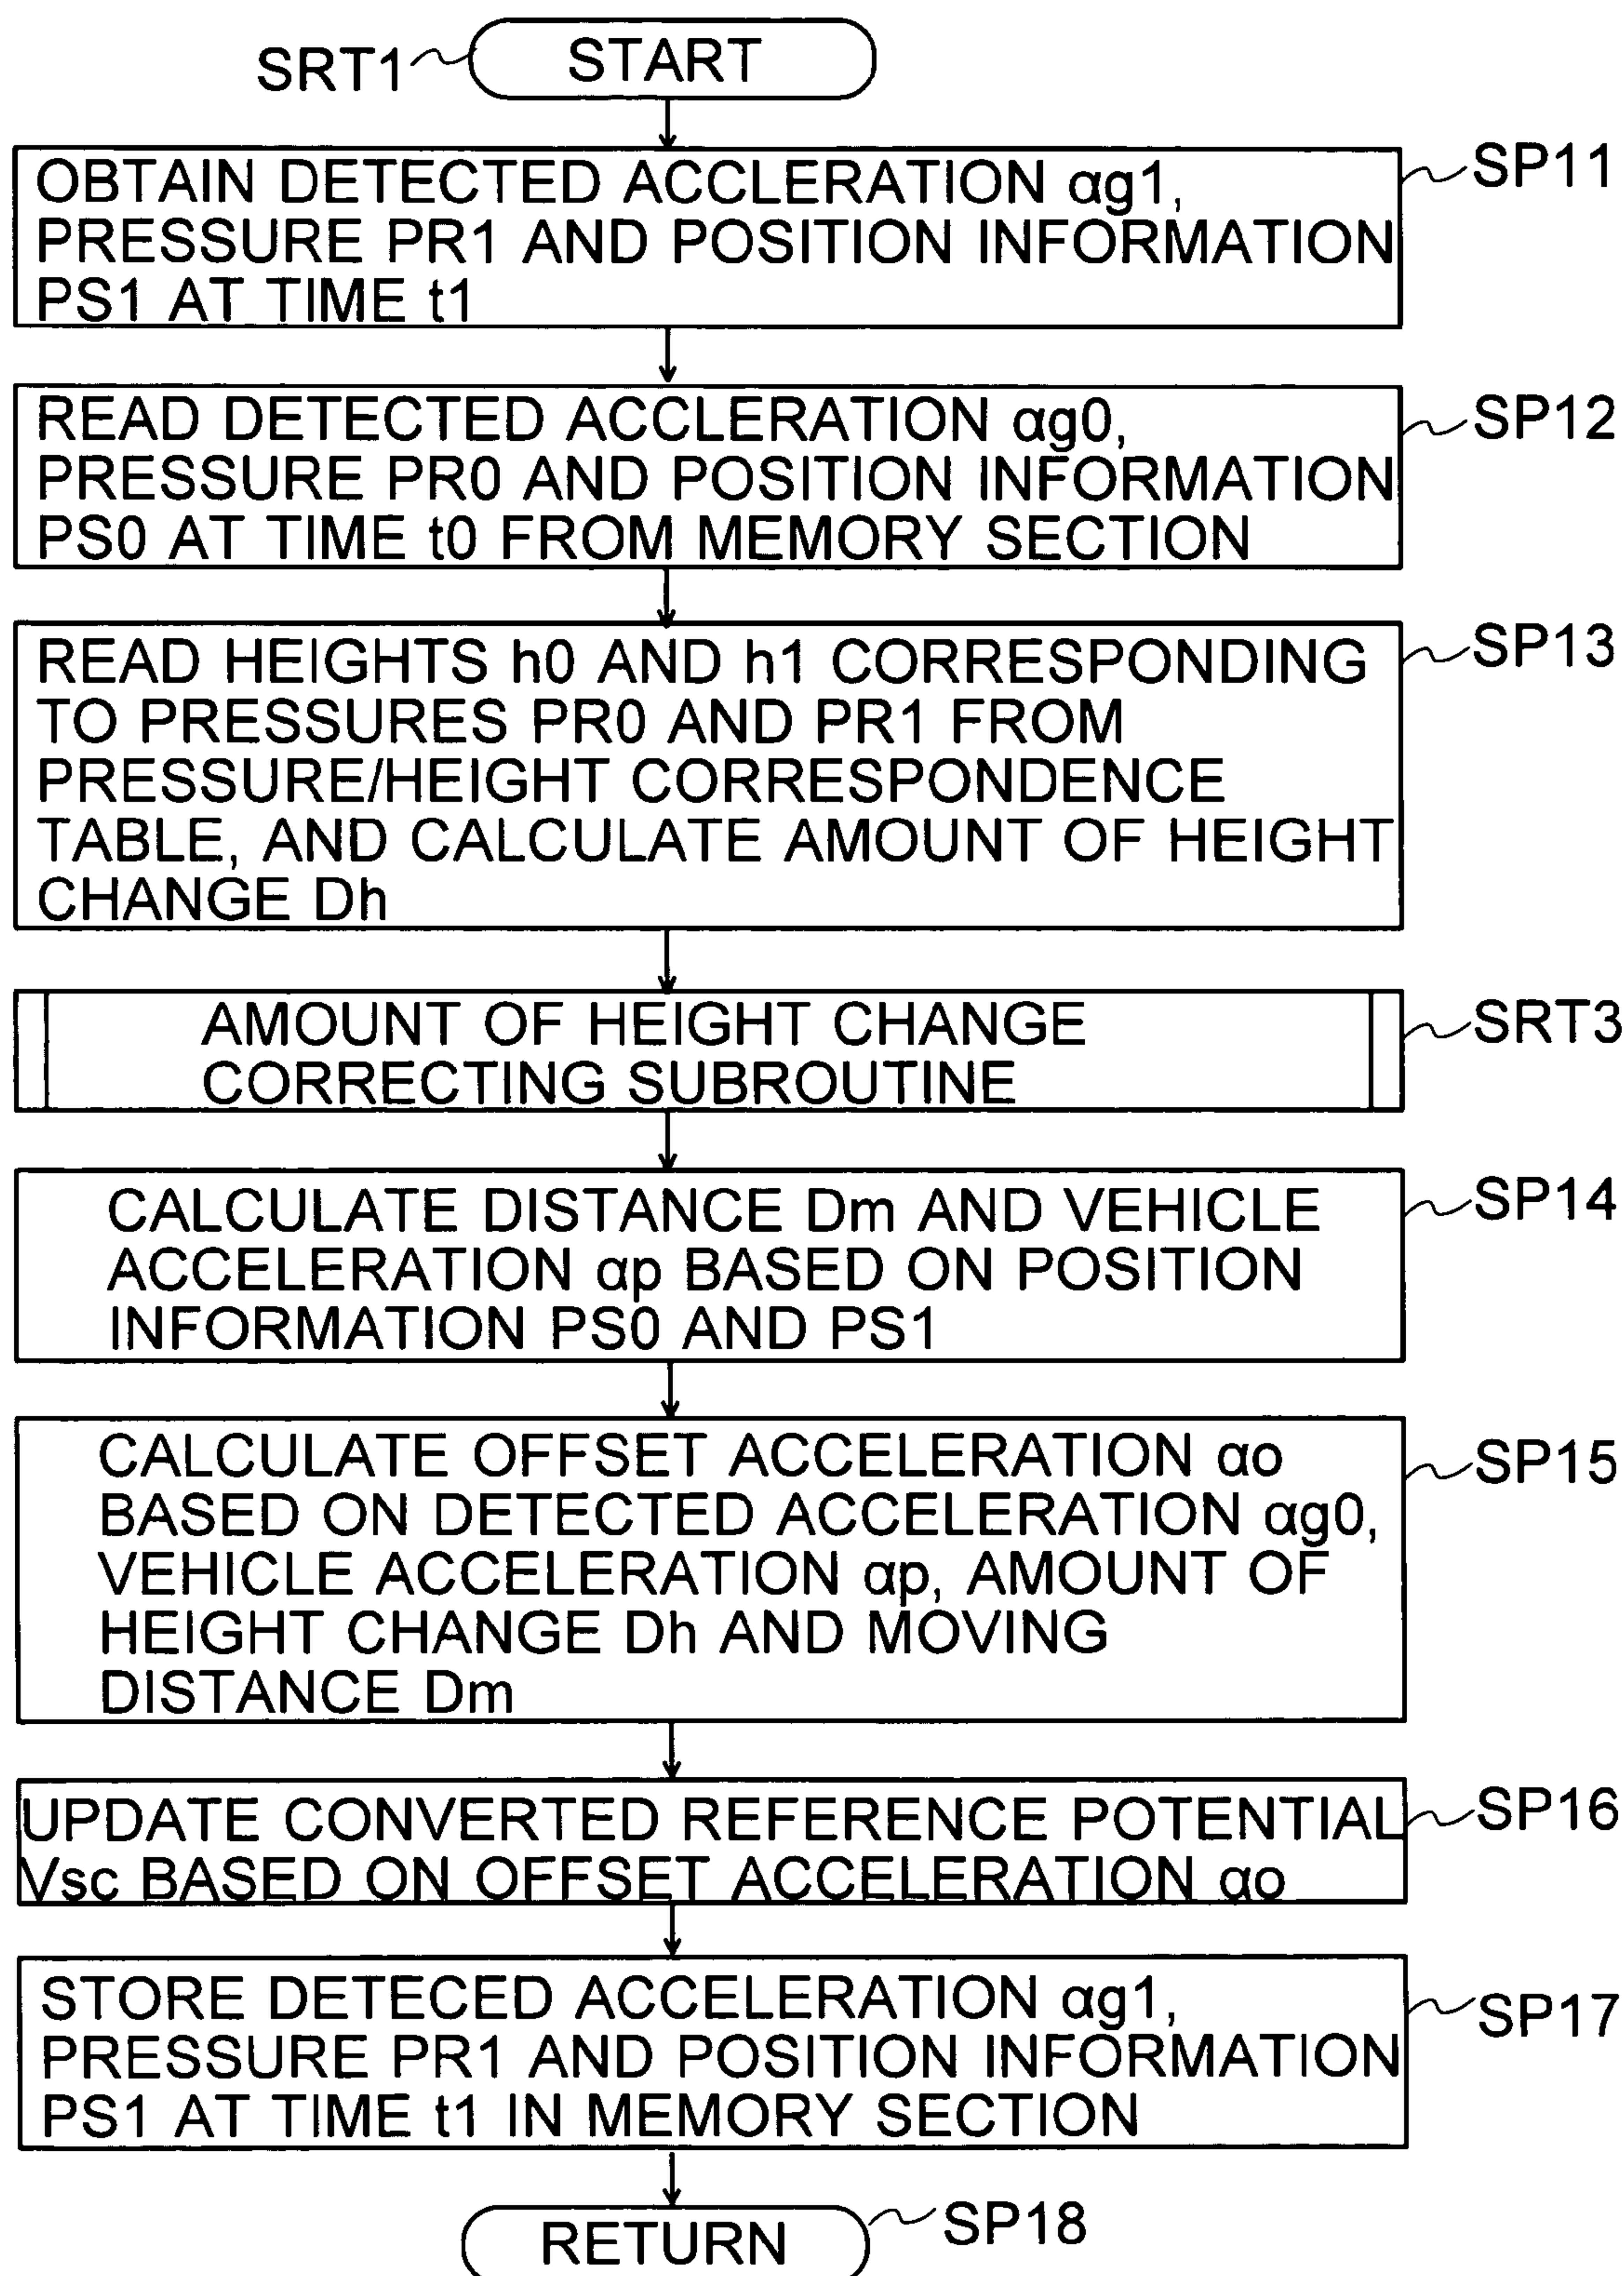 SRT1
START
SP11
OBTAIN DETECTED ACCLERATION αg1,
PRESSURE PR1 AND POSITION INFORMATION
PS1 AT TIME t1
SP12
READ DETECTED ACCLERATION αg0,
PRESSURE PR0 AND POSITION INFORMATION
PS0 AT TIME t0 FROM MEMORY SECTION
SP13
READ HEIGHTS h0 AND h1 CORRESPONDING
TO PRESSURES PR0 AND PR1 FROM
PRESSURE/HEIGHT CORRESPONDENCE
TABLE, AND CALCULATE AMOUNT OF HEIGHT
CHANGE Dh
SRT3
AMOUNT OF HEIGHT CHANGE
CORRECTING SUBROUTINE
SP14
CALCULATE DISTANCE Dm AND VEHICLE
ACCELERATION αp BASED ON POSITION
INFORMATION PS0 AND PS1
SP15
CALCULATE OFFSET ACCELERATION αo
BASED ON DETECTED ACCELERATION αg0,
VEHICLE ACCELERATION αp, AMOUNT OF
HEIGHT CHANGE Dh AND MOVING
DISTANCE Dm
SP16
UPDATE CONVERTED REFERENCE POTENTIAL
Vsc BASED ON OFFSET ACCELERATION αo
SP17
STORE DETECED ACCELERATION αg1,
PRESSURE PR1 AND POSITION INFORMATION
PS1 AT TIME t1 IN MEMORY SECTION
SP18
RETURN